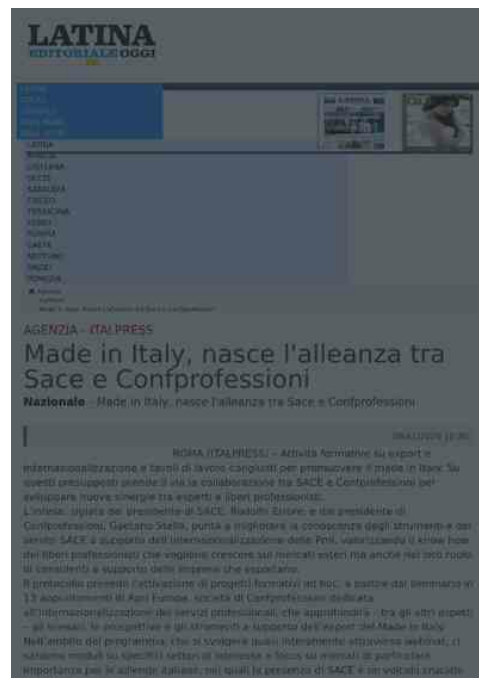 LATINA
EDITORIALE OGGI
LATINA
APRILIA
SEZZE
SABAUDIA
CIRCEO
TERRACINA
FONDI
FORMIA
GAETA
NETTUNO
ANZIO
POMEZIA
AGENZIA - ITALPRESS
Made in Italy, nasce l'alleanza tra
Sace e Confprofessioni
Nazionale - Made in Italy, nasce l'alleanza tra Sace e Confprofessioni
ROMA (ITALPRESS) – Attività formative su export e
internazionalizzazione e tavoli di lavoro congiunti per promuovere il made in Italy. Su
questi presupposti prende il via la collaborazione tra SACE e Confprofessioni per
sviluppare nuove sinergie tra esperti e liberi professionisti.
L'intesa, siglata dal presidente di SACE, Rodolfo Errore, e dal presidente di
Confprofessioni, Gaetano Stella, punta a migliorare la conoscenza degli strumenti e dei
servizi SACE a supporto dell'internazionalizzazione delle Pmi, valorizzando il know how
dei liberi professionisti che vogliono crescere sui mercati esteri ma anche nel loro ruolo
di consulenti a supporto delle imprese che esportano.
Il protocollo prevede l'attivazione di progetti formativi ad hoc, a partire dal seminario in
13 appuntamenti di Apri Europa, società di Confprofessioni dedicata
all'internazionalizzazione dei servizi professionali, che approfondirà – tra gli altri aspetti
– gli scenari, le prospettive e gli strumenti a supporto dell'export del Made in Italy.
Nell'ambito del programma, che si svolgerà quasi interamente attraverso webinar, ci
saranno moduli su specifici settori di interesse e focus su mercati di particolare
importanza per le aziende italiane, nei quali la presenza di SACE è un volano cruciale